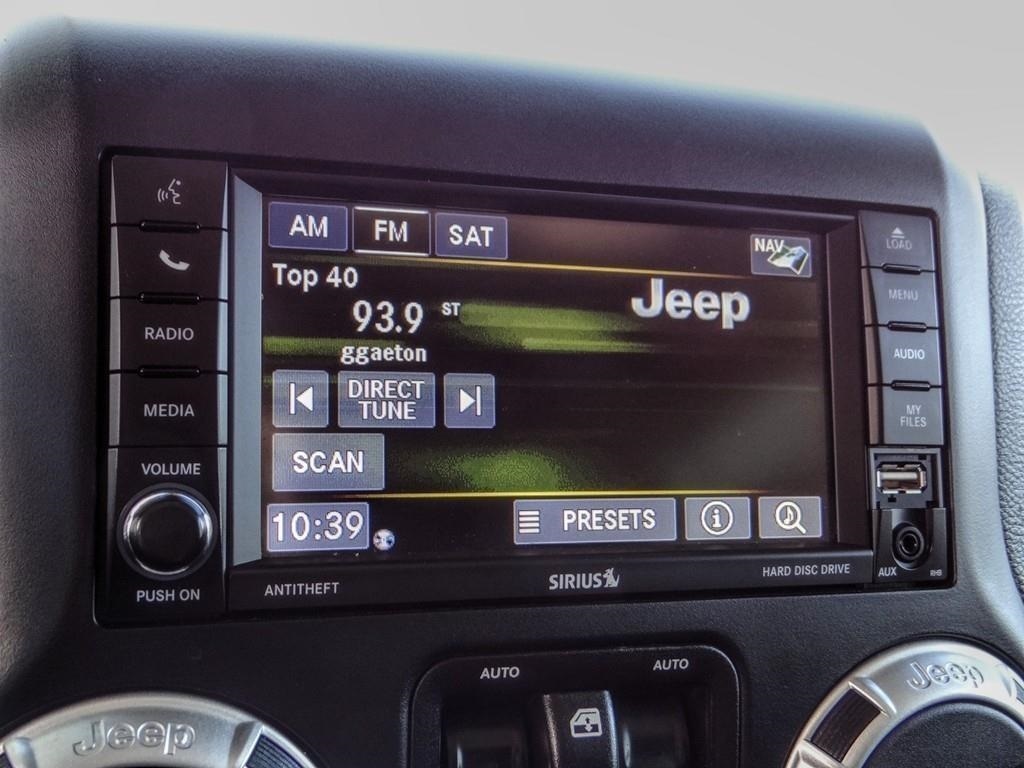 AM FM SAT NAV
LOAD
Top 40
MENU
Jeep
93.9 ST
RADIO
ggaeton
AUDIO
DIRECT
TUNE
MEDIA
MY
FILES
SCAN
VOLUME
10:39 PRESETS
PUSH ON
ANTITHEFT
SIRIUS
HARD DISC DRIVE
AUX
RHB
AUTO
AUTO
Jeep
Jeep